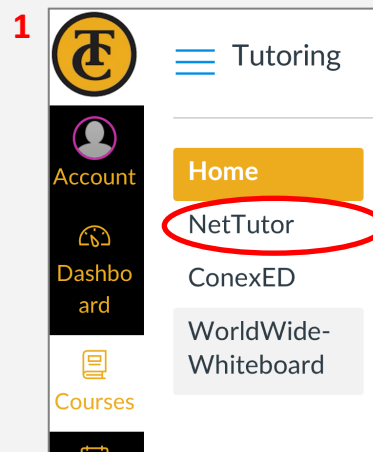 1
TC
Tutoring
Account
Dashbo
ard
Courses
Home
NetTutor
ConexED
WorldWide-
Whiteboard